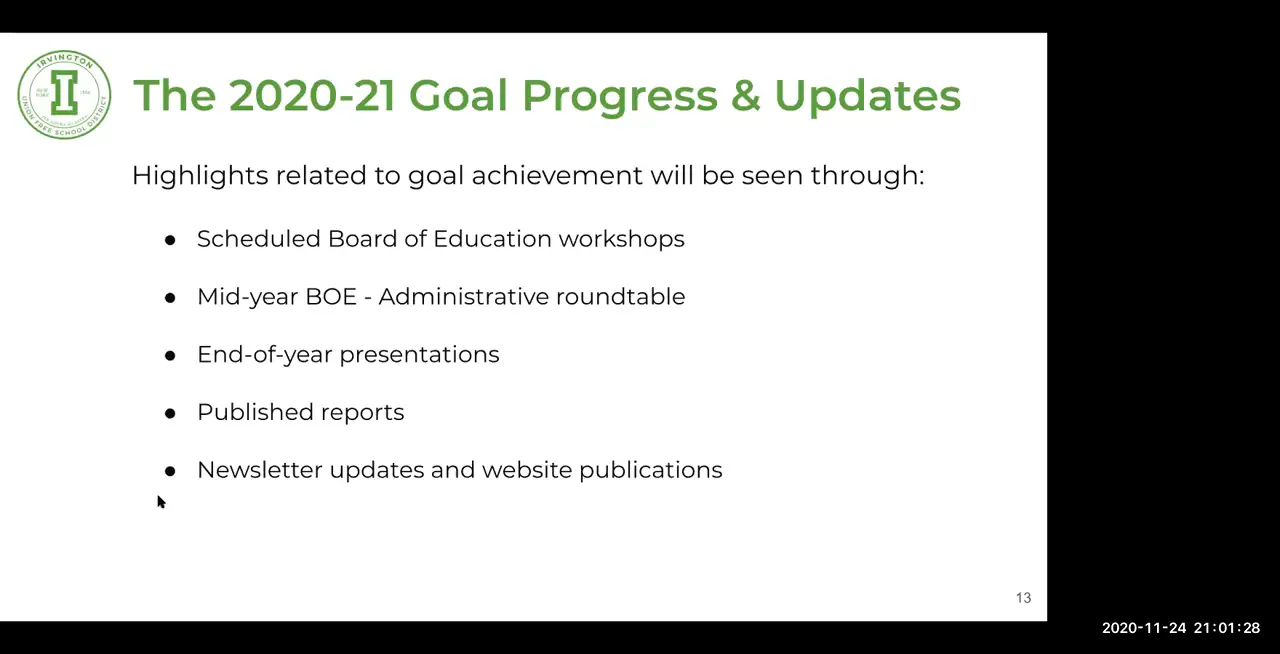 IRVINGTON
UNION FREE SCHOOL DISTRICT
I
The 2020-21 Goal Progress & Updates
Highlights related to goal achievement will be seen through:
● Scheduled Board of Education workshops
● Mid-year BOE - Administrative roundtable
● End-of-year presentations
● Published reports
● Newsletter updates and website publications
13
2020-11-24 21:01:28